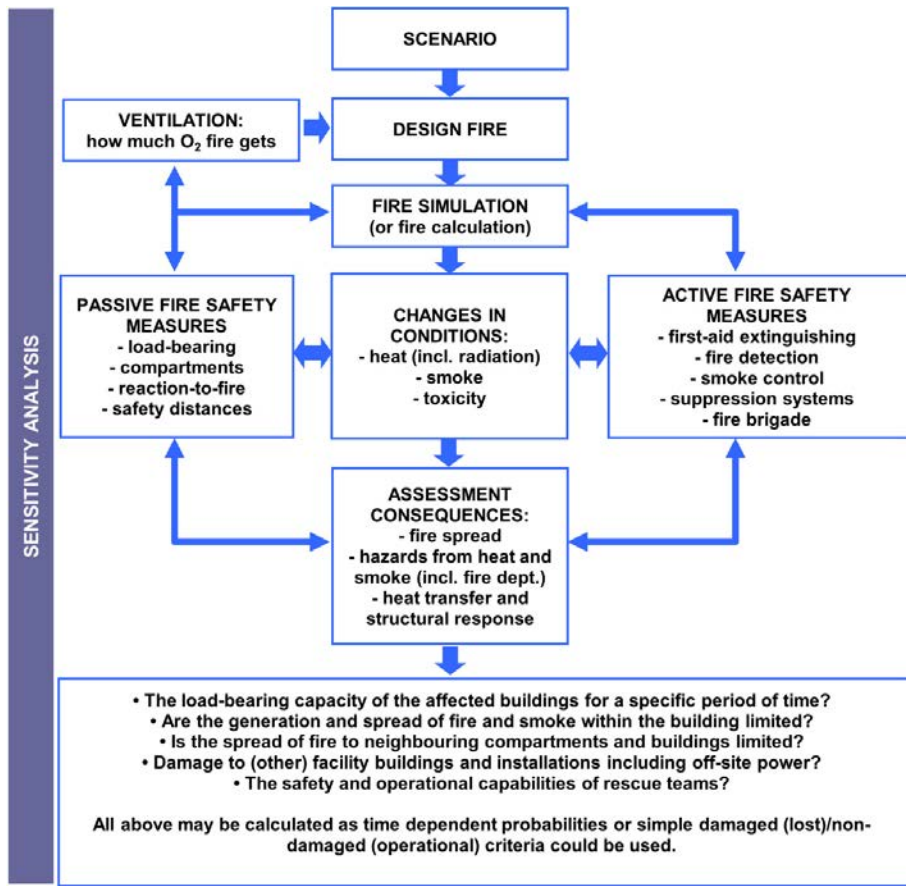 SENSITIVITY ANALYSIS
SCENARIO
VENTILATION:
how much O₂ fire gets
DESIGN FIRE
FIRE SIMULATION
(or fire calculation)
PASSIVE FIRE SAFETY
MEASURES
- load-bearing
- compartments
- reaction-to-fire
- safety distances
CHANGES IN
CONDITIONS:
- heat (incl. radiation)
- smoke
- toxicity
ACTIVE FIRE SAFETY
MEASURES
- first-aid extinguishing
- fire detection
- smoke control
- suppression systems
- fire brigade
ASSESSMENT
CONSEQUENCES:
- fire spread
- hazards from heat and
smoke (incl. fire dept.)
- heat transfer and
structural response
• The load-bearing capacity of the affected buildings for a specific period of time?
• Are the generation and spread of fire and smoke within the building limited?
• Is the spread of fire to neighbouring compartments and buildings limited?
• Damage to (other) facility buildings and installations including off-site power?
• The safety and operational capabilities of rescue teams?
All above may be calculated as time dependent probabilities or simple damaged (lost)/non-
damaged (operational) criteria could be used.